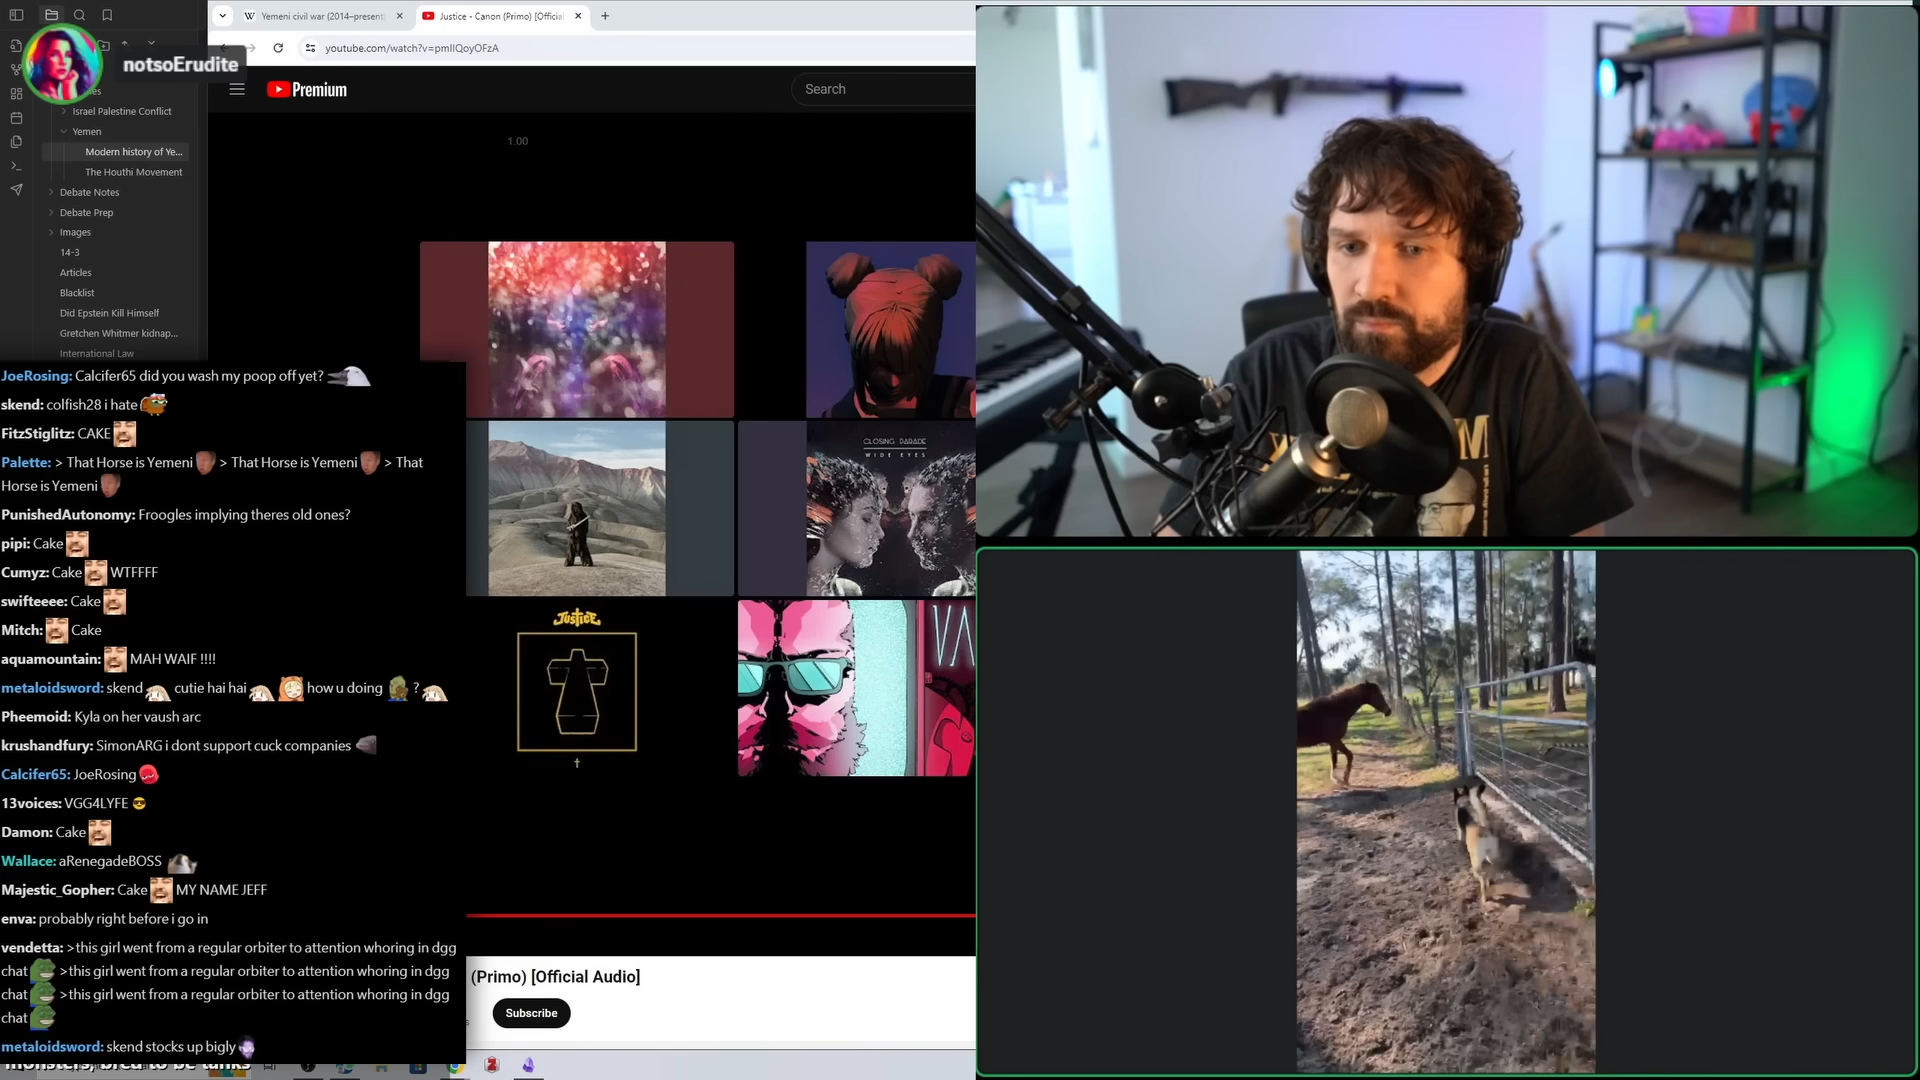 Yemeni civil war (2014–present)
Justice - Canon (Primo) [Official
youtube.com/watch?v=pmIlQoyOFzA
notsoErudite
Premium
Search
1.00
Israel Palestine Conflict
Yemen
Modern history of Ye...
The Houthi Movement
Debate Notes
Debate Prep
Images
14-3
Articles
Blacklist
Did Epstein Kill Himself
Gretchen Whitmer kidnap...
International Law
JoeRosing: Calcifer65 did you wash my poop off yet?
skend: colfish28 i hate
FitzStiglitz: CAKE
Palette: > That Horse is Yemeni > That Horse is Yemeni > That
Horse is Yemeni
PunishedAutonomy: Froogles implying theres old ones?
pipi: Cake
Cumyz: Cake WTFFFF
swifteeee: Cake
Mitch: Cake
aquamountain: MAH WAIF !!!!
metaloidsword: skend cutie hai hai how u doing ?
Pheemoid: Kyla on her vaush arc
krushandfury: SimonARG i dont support cuck companies
Calcifer65: JoeRosing
13voices: VGG4LYFE
Damon: Cake
Wallace: aRenegadeBOSS
Majestic_Gopher: Cake MY NAME JEFF
enva: probably right before i go in
vendetta: >this girl went from a regular orbiter to attention whoring in dgg
chat >this girl went from a regular orbiter to attention whoring in dgg
chat >this girl went from a regular orbiter to attention whoring in dgg
chat
metaloidsword: skend stocks up bigly
monsters, bred to be tanks
CLOSING PARADE
WIDE EYES
JUSTICE
VA
(Primo) [Official Audio]
Subscribe